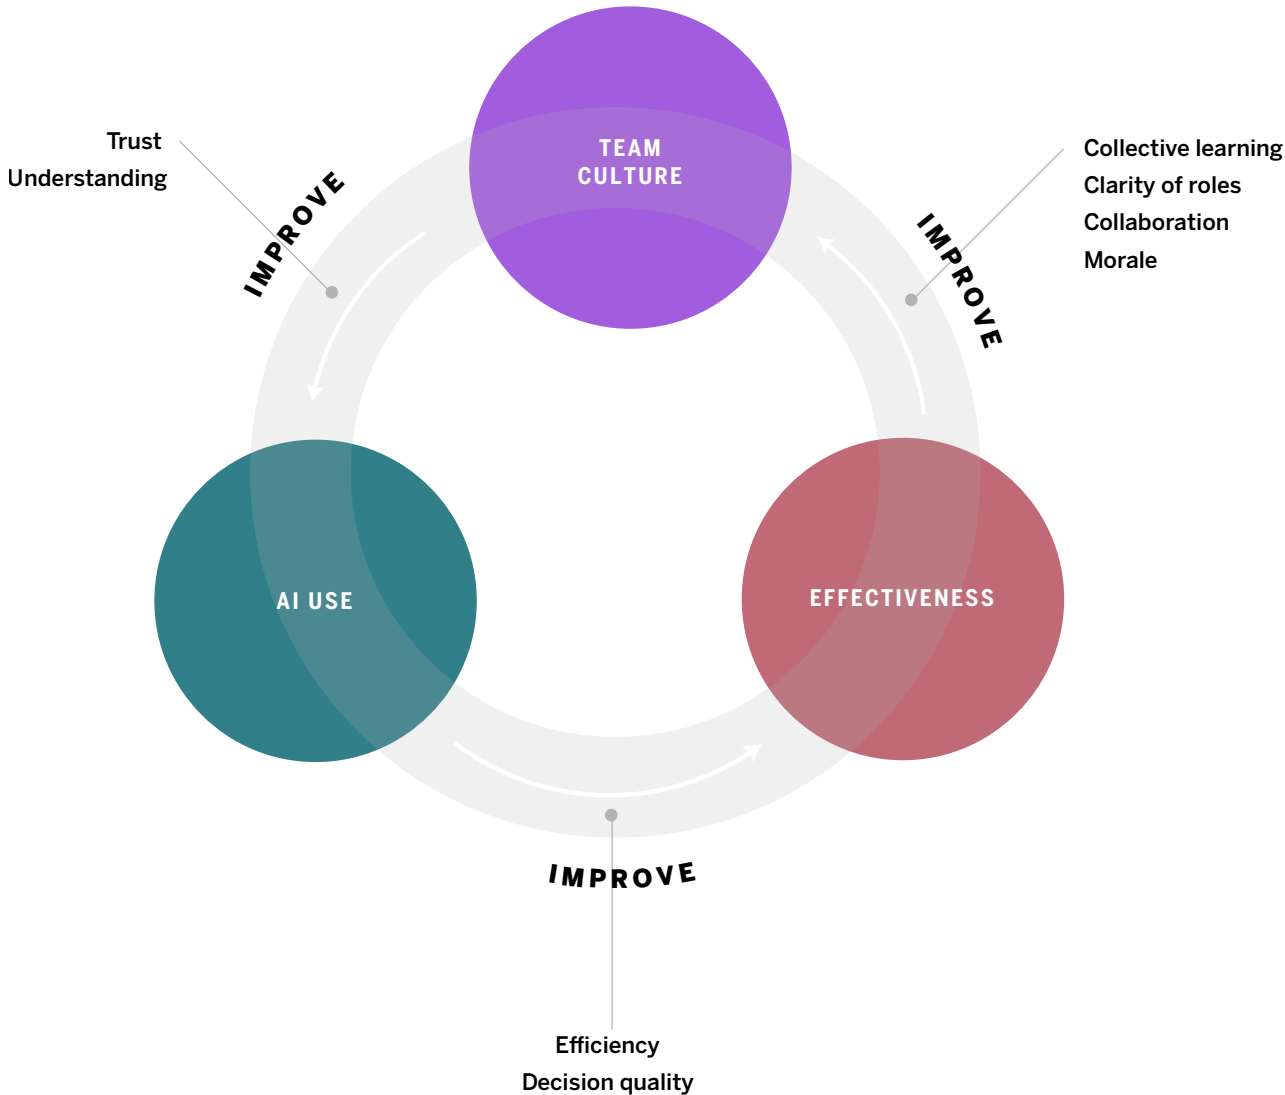 TEAM
CULTURE
Trust
Understanding
IMPROVE
IMPROVE
Collective learning
Clarity of roles
Collaboration
Morale
AI USE
EFFECTIVENESS
IMPROVE
Efficiency
Decision quality